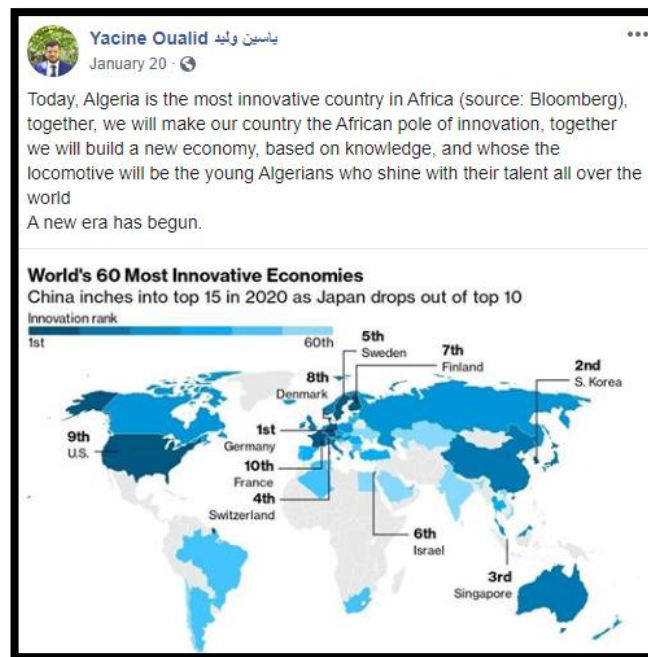 Yacine Oualid ياسين وليد
January 20 ·
Today, Algeria is the most innovative country in Africa (source: Bloomberg),
together, we will make our country the African pole of innovation, together
we will build a new economy, based on knowledge, and whose the
locomotive will be the young Algerians who shine with their talent all over the
world
A new era has begun.
World's 60 Most Innovative Economies
China inches into top 15 in 2020 as Japan drops out of top 10
Innovation rank
1st 60th
5th
Sweden
7th
Finland
2nd
S. Korea
8th
Denmark
1st
Germany
9th
U.S.
10th
France
4th
Switzerland
6th
Israel
3rd
Singapore